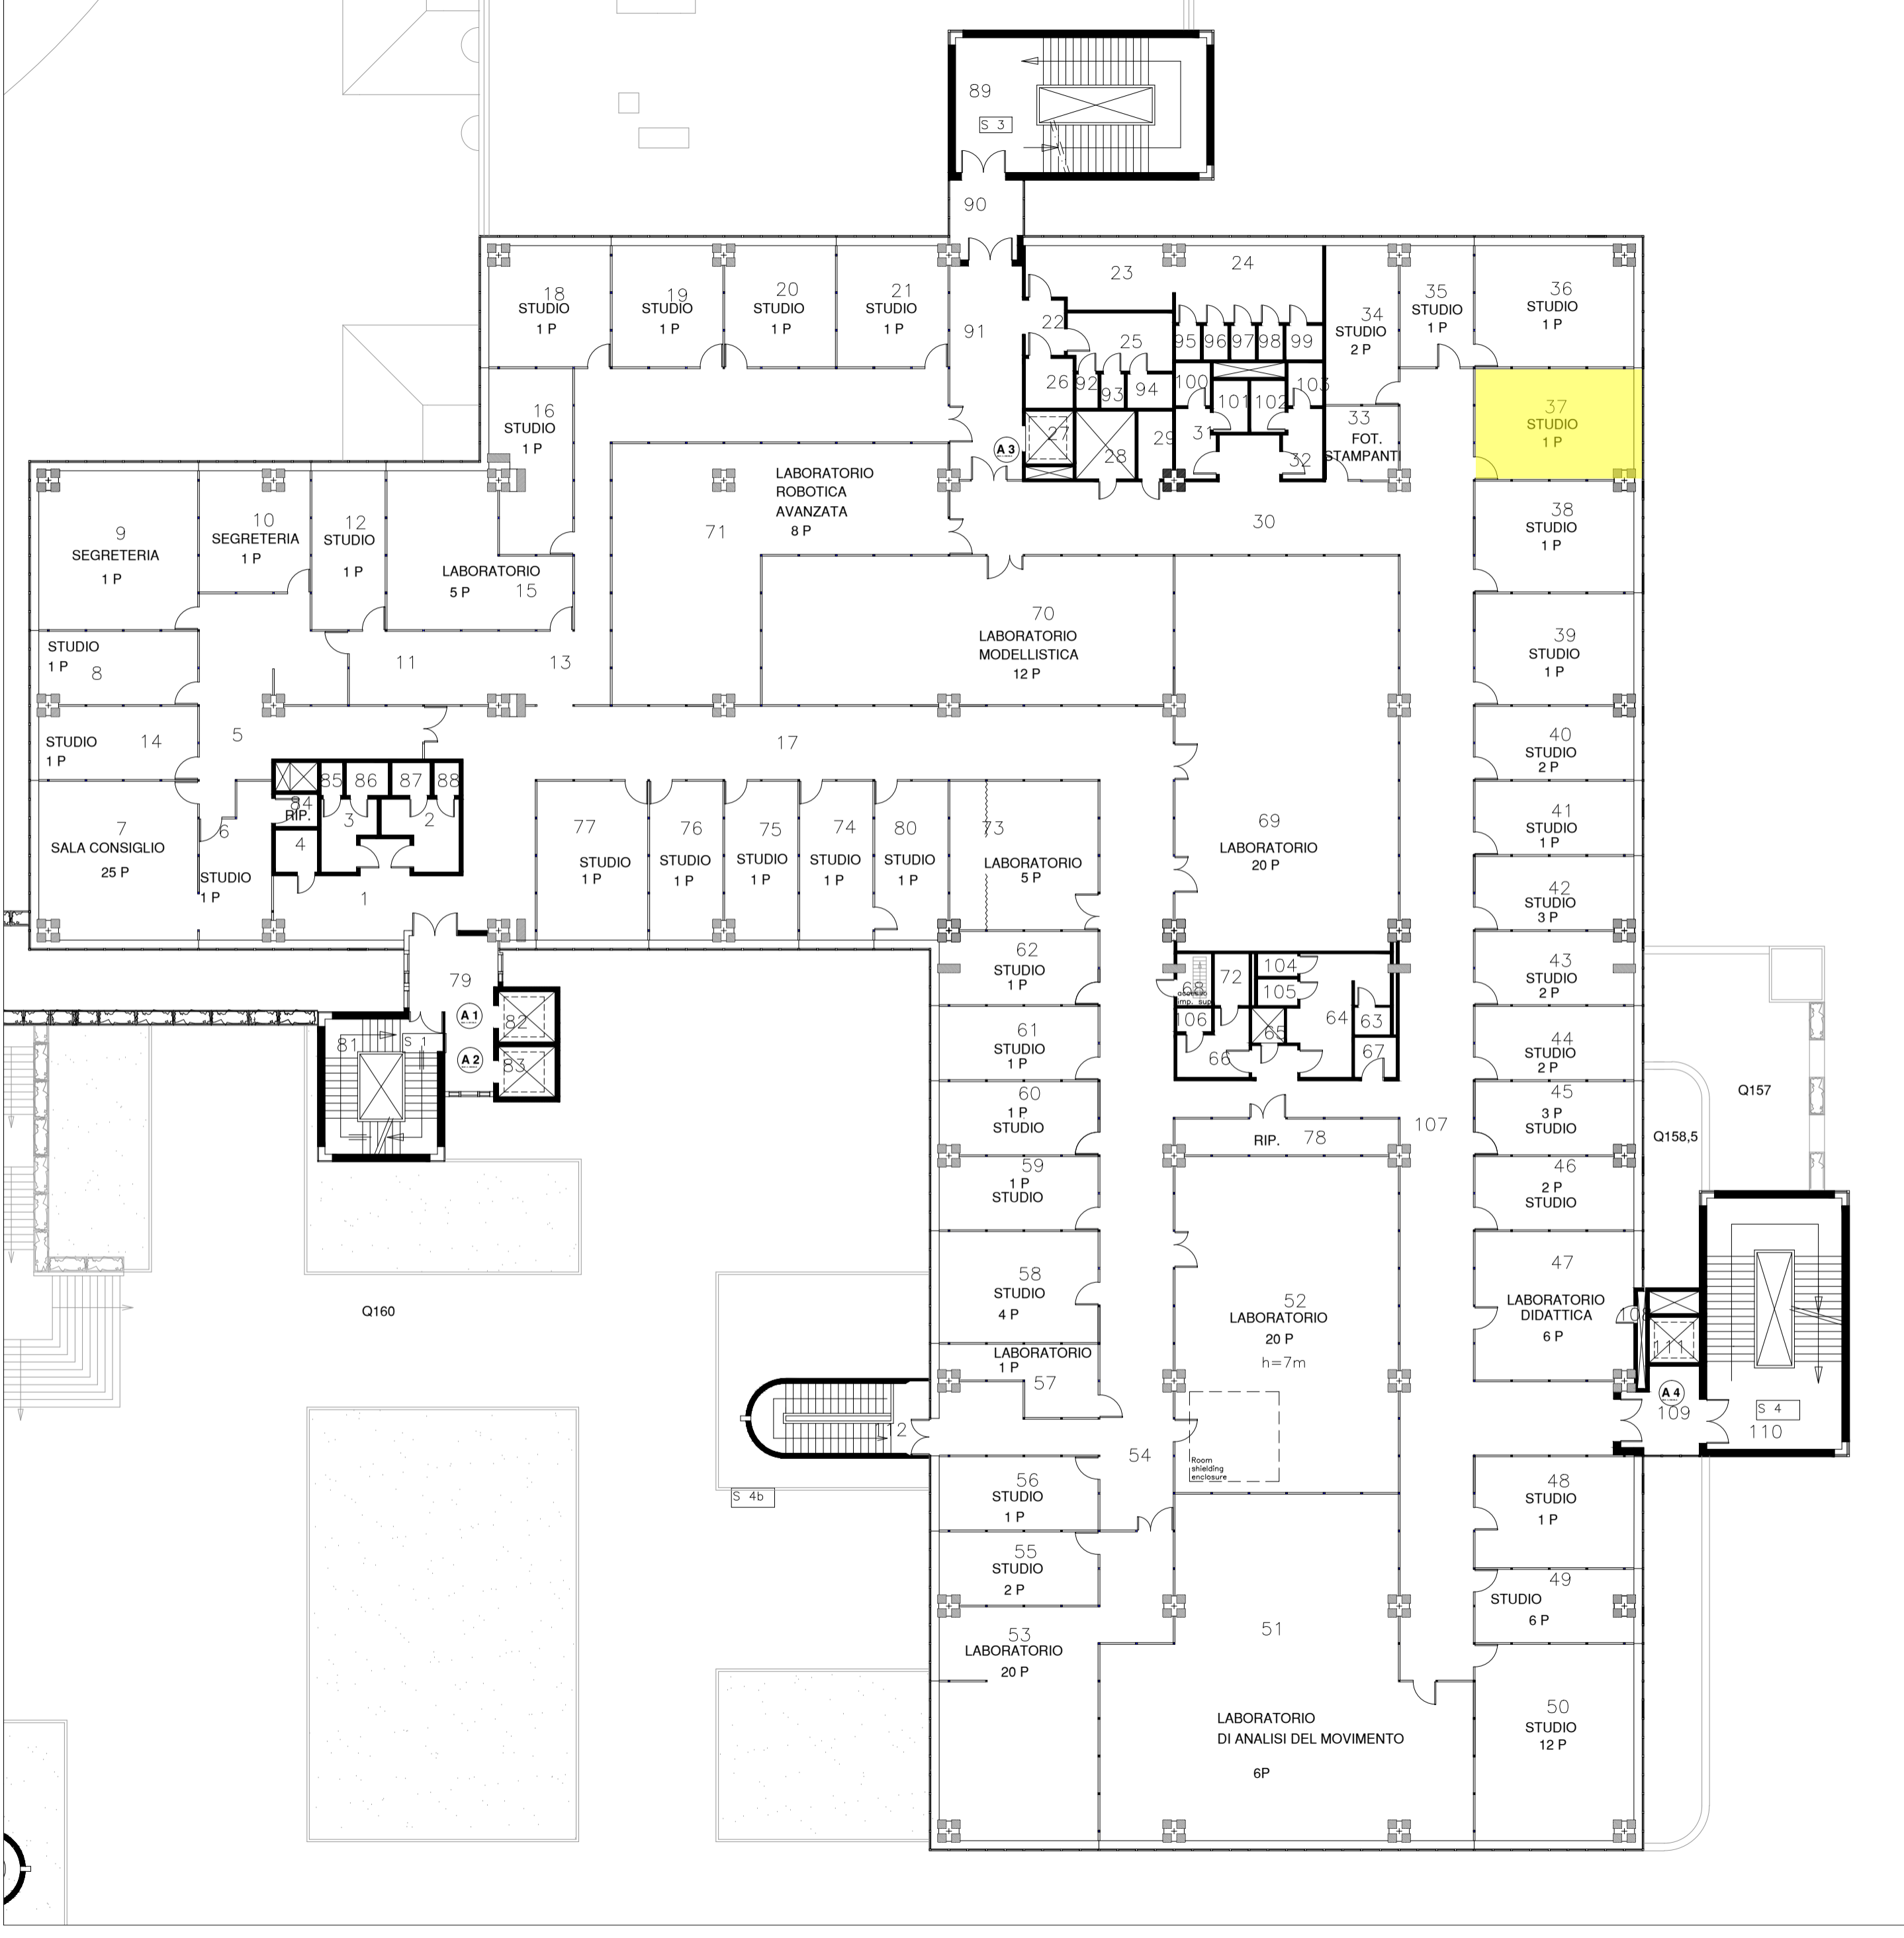 89
S 3
90
18
STUDIO
1 P
19
STUDIO
1 P
20
STUDIO
1 P
21
STUDIO
1 P
91
22
23
24
25
26
92
93
94
95
96
97
98
99
100
101
102
103
27
28
29
31
32
A 3
34
STUDIO
2 P
35
STUDIO
1 P
36
STUDIO
1 P
33
FOT.
STAMPANTI
37
STUDIO
1 P
16
STUDIO
1 P
9
SEGRETERIA
1 P
10
SEGRETERIA
1 P
12
STUDIO
1 P
LABORATORIO
5 P
15
LABORATORIO
ROBOTICA
AVANZATA
8 P
71
30
38
STUDIO
1 P
STUDIO
1 P
8
11
13
70
LABORATORIO
MODELLISTICA
12 P
39
STUDIO
1 P
STUDIO
1 P
14
5
17
40
STUDIO
2 P
7
SALA CONSIGLIO
25 P
6
STUDIO
1 P
84
RIP.
4
85
86
87
88
3
2
1
77
STUDIO
1 P
76
STUDIO
1 P
75
STUDIO
1 P
74
STUDIO
1 P
80
STUDIO
1 P
73
LABORATORIO
5 P
69
LABORATORIO
20 P
41
STUDIO
1 P
42
STUDIO
3 P
79
A 1
A 2
82
83
81
S 1
62
STUDIO
1 P
61
STUDIO
1 P
60
1 P
STUDIO
59
1 P
STUDIO
68
72
104
105
106
65
66
64
63
67
43
STUDIO
2 P
44
STUDIO
2 P
45
3 P
STUDIO
46
2 P
STUDIO
RIP.
78
107
Q157
Q158,5
Q160
58
STUDIO
4 P
LABORATORIO
1 P
57
52
LABORATORIO
20 P
h=7m
Room
shielding
enclosure
47
LABORATORIO
DIDATTICA
6 P
111
A 4
109
S 4
110
S 4b
54
56
STUDIO
1 P
55
STUDIO
2 P
53
LABORATORIO
20 P
51
LABORATORIO
DI ANALISI DEL MOVIMENTO
6P
48
STUDIO
1 P
49
STUDIO
6 P
50
STUDIO
12 P